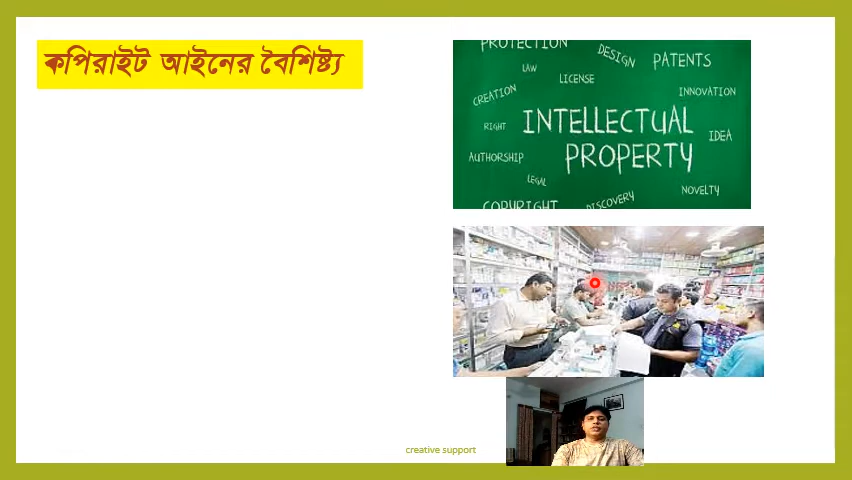 কপিরাইট আইনের বৈশিষ্ট্য
PROTECTION
DESIGN
PATENTS
LAW
LICENSE
CREATION
INNOVATION
RIGHT
INTELLECTUAL
IDEA
PROPERTY
AUTHORSHIP
LEGAL
NOVELTY
COPYRIGHT
DISCOVERY
creative support